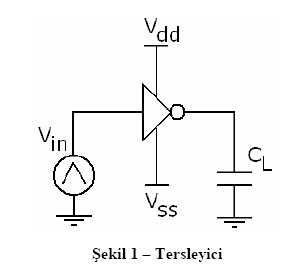 Vdd
Vin
CL
Vss
Şekil 1 – Tersleyici